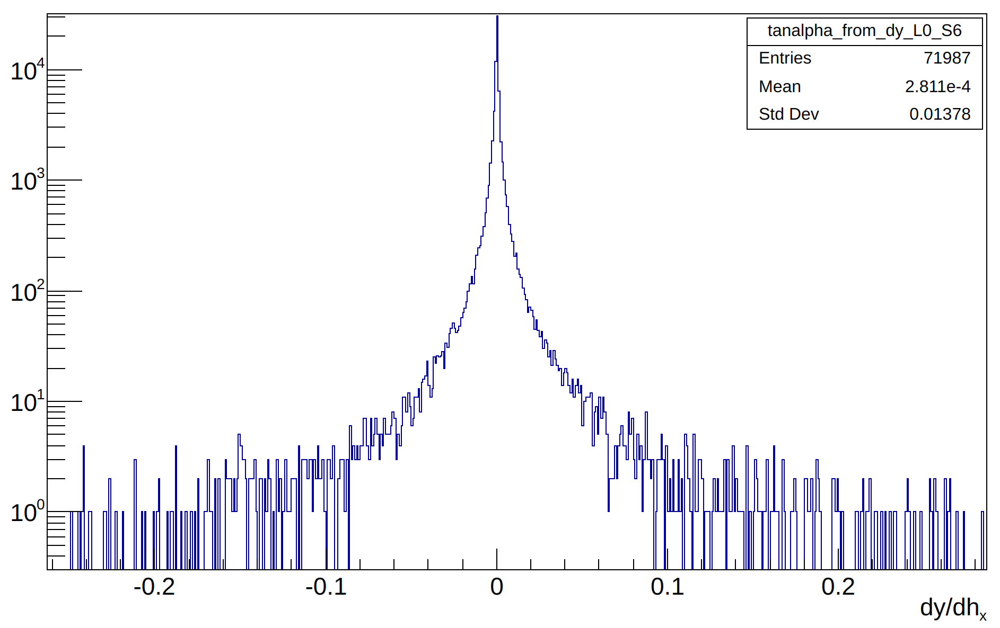 tanalpha_from_dy_L0_S6
Entries 71987
Mean 2.811e-4
Std Dev 0.01378
10^4
10^3
10^2
10^1
10^0
-0.2 -0.1 0 0.1 0.2
dy/dh_x